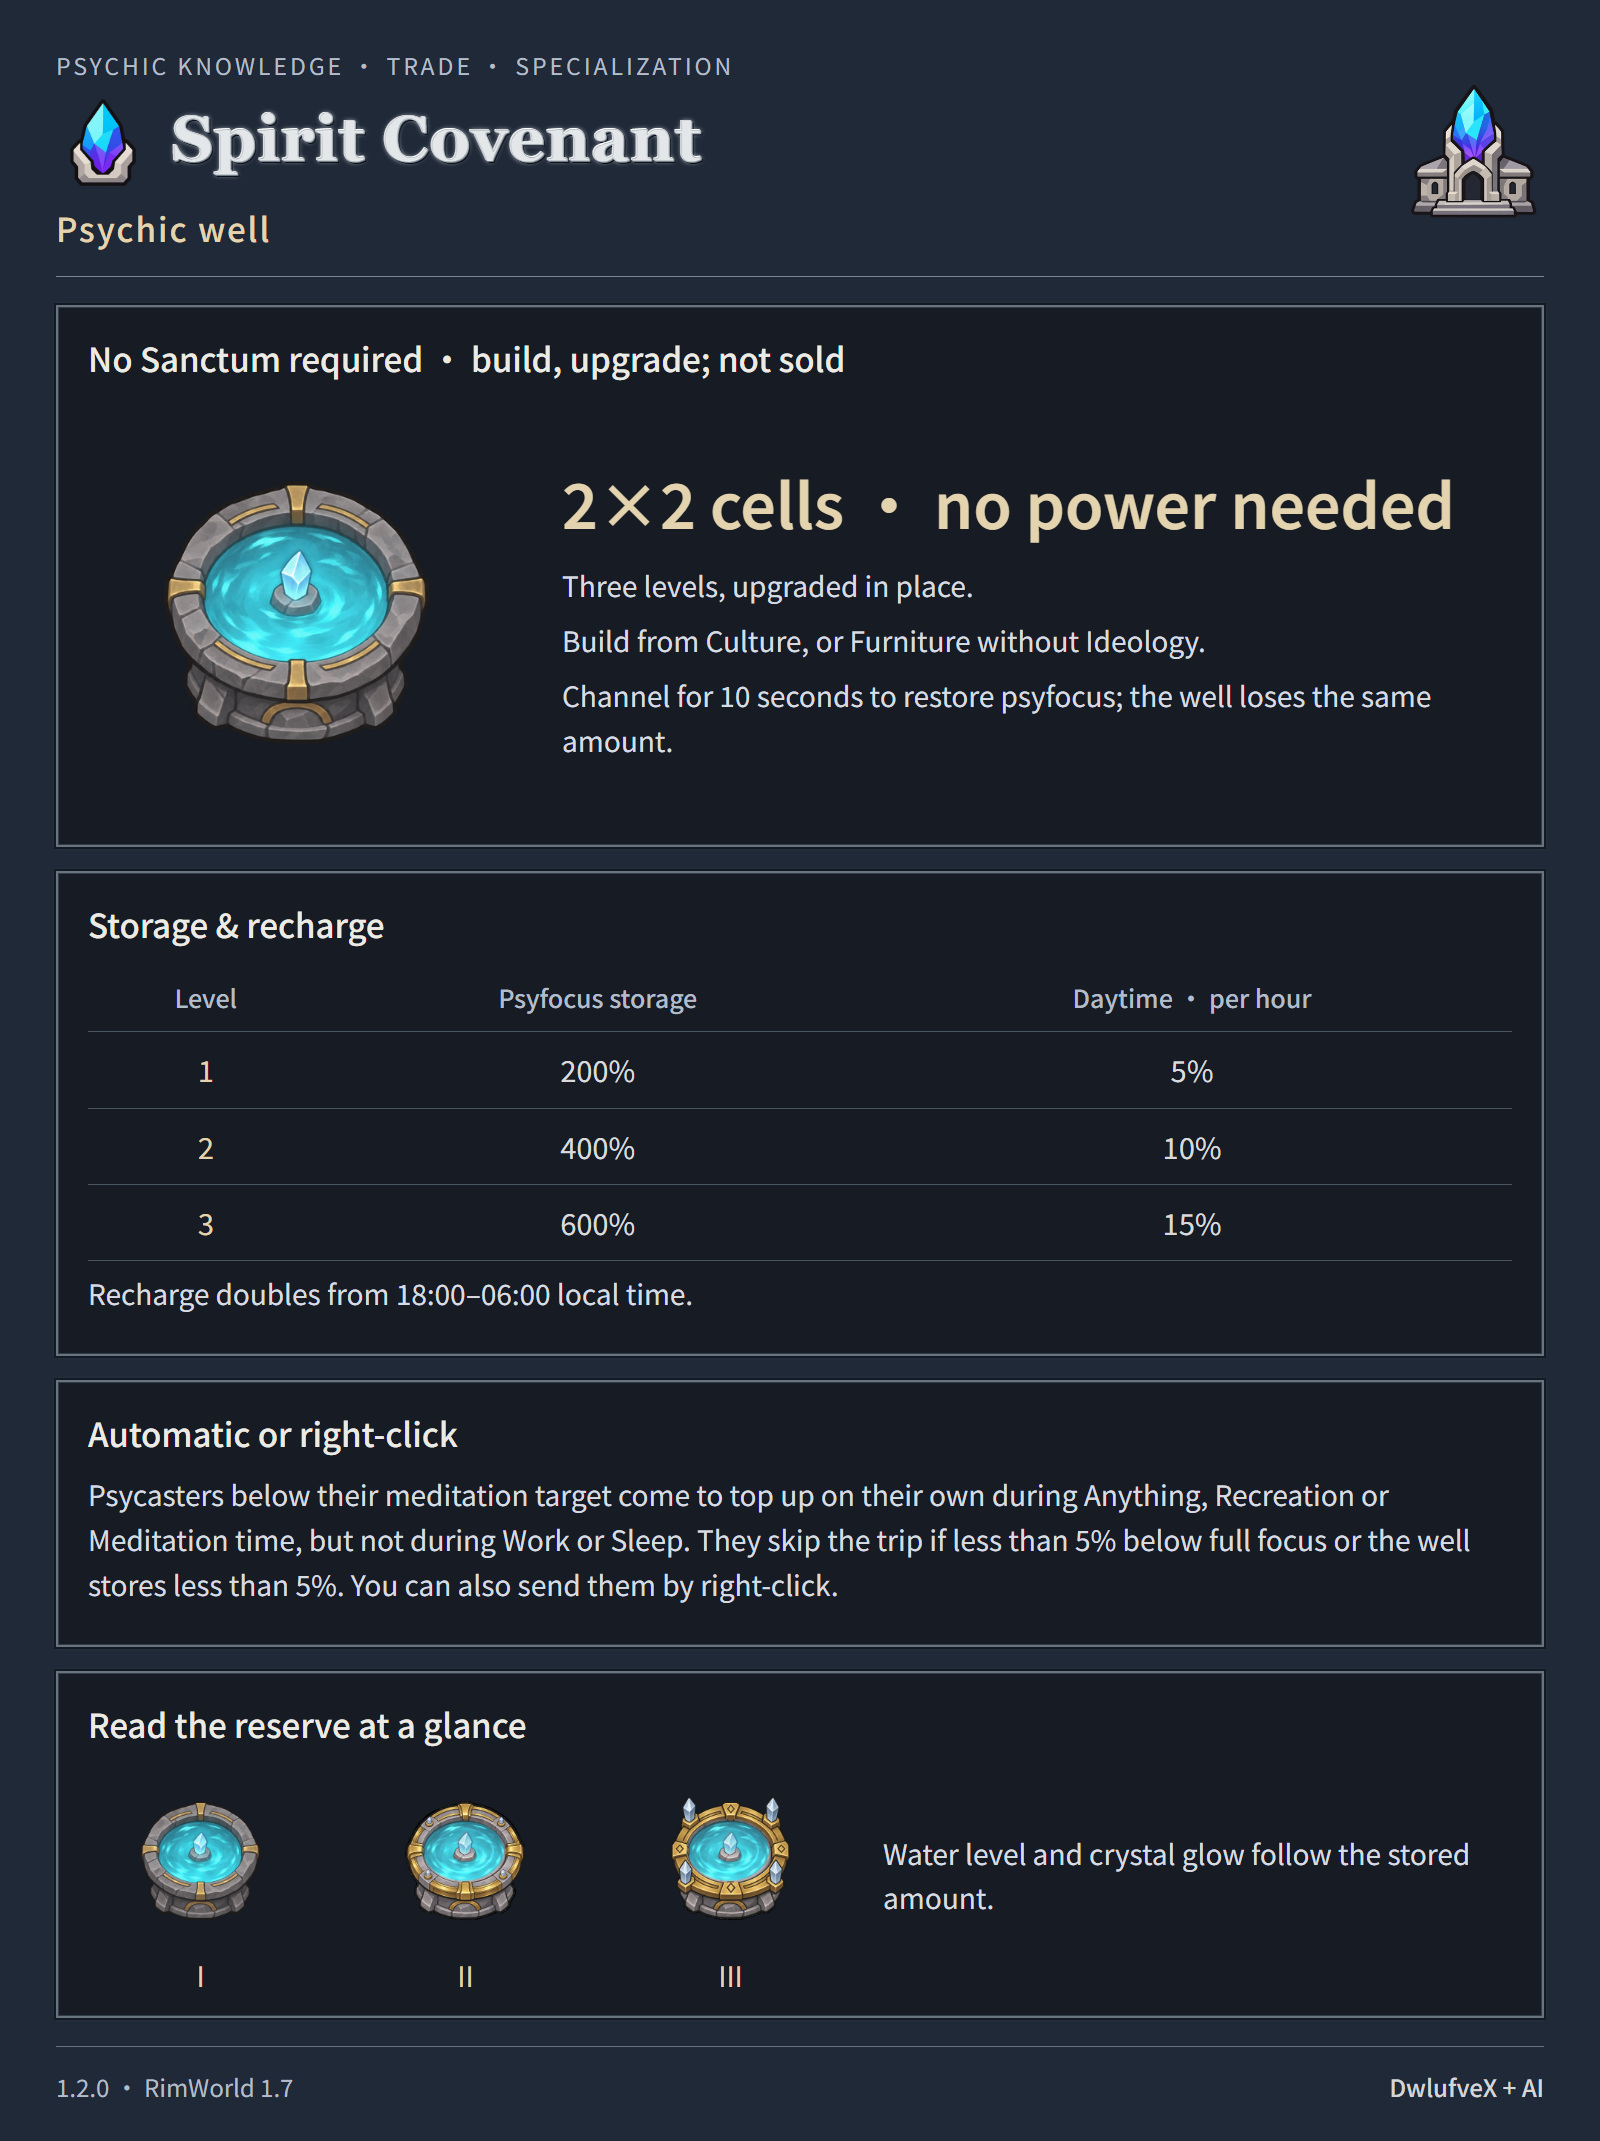 PSYCHIC KNOWLEDGE • TRADE • SPECIALIZATION
Spirit Covenant
Psychic well
No Sanctum required • build, upgrade; not sold
2×2 cells • no power needed
Three levels, upgraded in place.
Build from Culture, or Furniture without Ideology.
Channel for 10 seconds to restore psyfocus; the well loses the same
amount.
Storage & recharge
Level Psyfocus storage Daytime • per hour
1 200% 5%
2 400% 10%
3 600% 15%
Recharge doubles from 18:00–06:00 local time.
Automatic or right-click
Psycasters below their meditation target come to top up on their own during Anything, Recreation or
Meditation time, but not during Work or Sleep. They skip the trip if less than 5% below full focus or the well
stores less than 5%. You can also send them by right-click.
Read the reserve at a glance
Water level and crystal glow follow the stored
amount.
I II III
1.2.0 • RimWorld 1.7
DwlufveX + AI